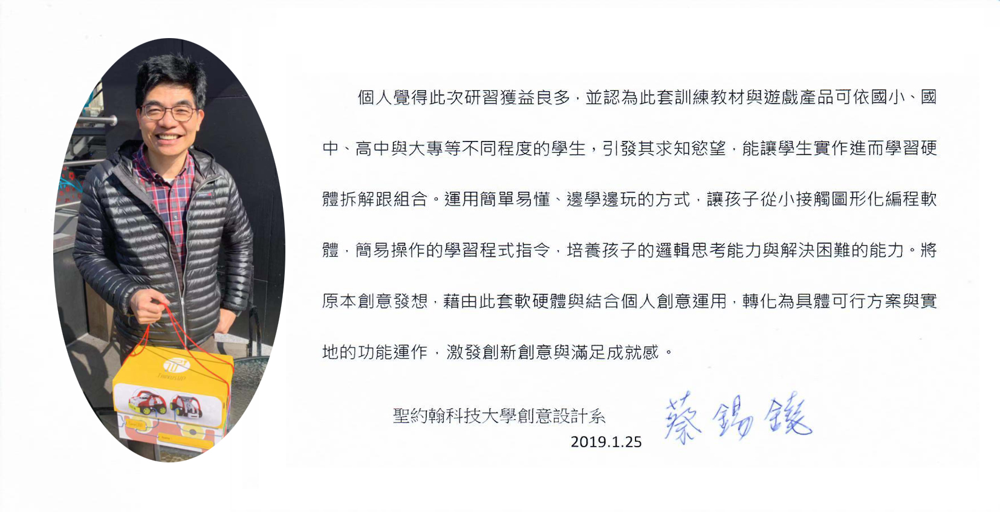 個人覺得此次研習獲益良多，並認為此套訓練教材與遊戲產品可依國小、國
中、高中與大專等不同程度的學生，引發其求知慾望，能讓學生實作進而學習硬
體拆解跟組合。運用簡單易懂、邊學邊玩的方式，讓孩子從小接觸圖形化編程軟
體，簡易操作的學習程式指令，培養孩子的邏輯思考能力與解決困難的能力。將
原本創意發想，藉由此套軟硬體與結合個人創意運用，轉化為具體可行方案與實
地的功能運作，激發創新創意與滿足成就感。
聖約翰科技大學創意設計系
蔡錫
2019.1.25